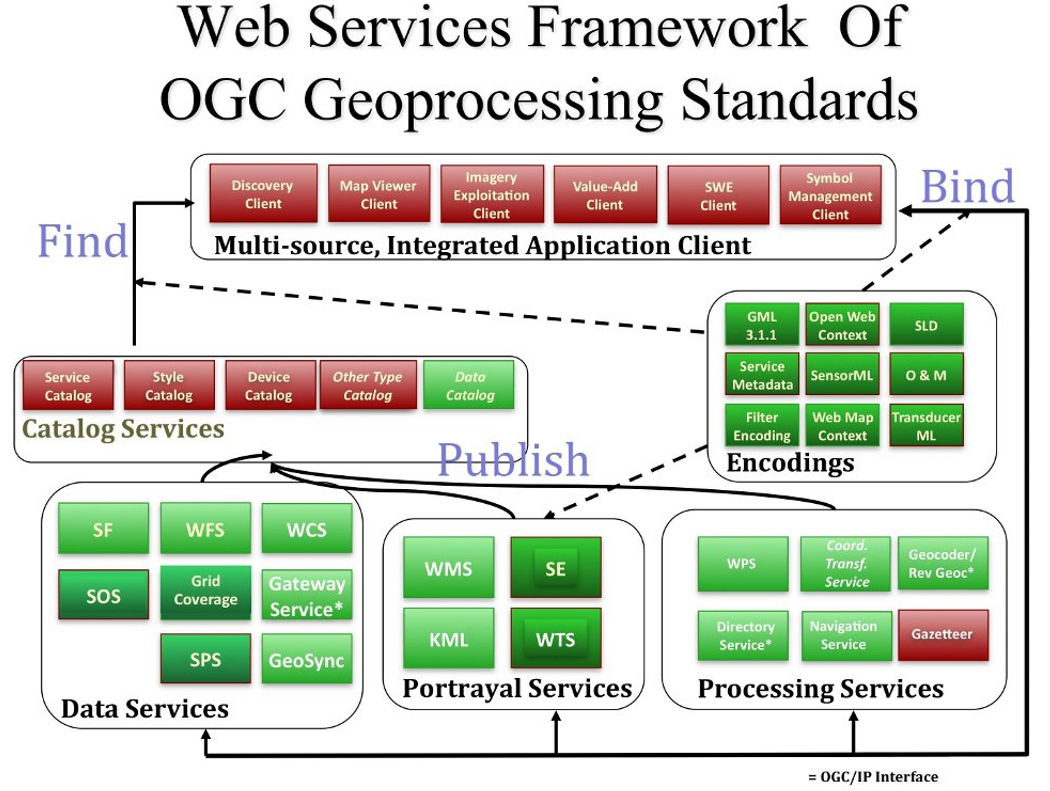 Web Services Framework Of
OGC Geoprocessing Standards
Discovery
Client
Map Viewer
Client
Imagery
Exploitation
Client
Value-Add
Client
SWE
Client
Symbol
Management
Client
Multi-source, Integrated Application Client
Bind
Find
GML
3.1.1
Open Web
Context
SLD
Service
Metadata
SensorML
O & M
Filter
Encoding
Web Map
Context
Transducer
ML
Encodings
Service
Catalog
Style
Catalog
Device
Catalog
Other Type
Catalog
Data
Catalog
Catalog Services
Publish
SF
WFS
WCS
SOS
Grid
Coverage
Gateway
Service*
SPS
GeoSync
Data Services
WMS
SE
KML
WTS
Portrayal Services
WPS
Coord.
Transf.
Service
Geocoder/
Rev Geoc*
Directory
Service*
Navigation
Service
Gazetteer
Processing Services
= OGC/IP Interface